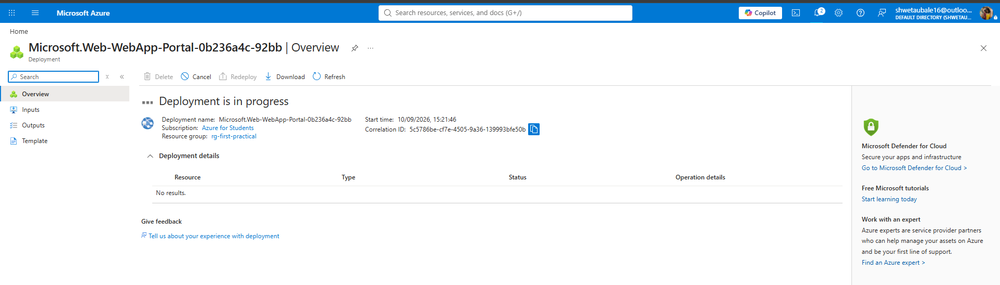 Microsoft Azure
Search resources, services, and docs (G+/)
Copilot
2
shwetaubale16@outloo...
DEFAULT DIRECTORY (SHWETAU...
Home
Microsoft.Web-WebApp-Portal-0b236a4c-92bb | Overview
...
Deployment
Search
Delete
Cancel
Redeploy
Download
Refresh
Overview
Inputs
Outputs
Template
Deployment is in progress
Deployment name: Microsoft.Web-WebApp-Portal-0b236a4c-92bb
Subscription: Azure for Students
Resource group: rg-first-practical
Start time: 10/09/2026, 15:21:46
Correlation ID: 5c5786be-cf7e-4505-9a36-139993bfe50b
Deployment details
Resource Type Status Operation details
No results.
Give feedback
Tell us about your experience with deployment
Microsoft Defender for Cloud
Secure your apps and infrastructure
Go to Microsoft Defender for Cloud >
Free Microsoft tutorials
Start learning today
Work with an expert
Azure experts are service provider partners
who can help manage your assets on Azure
and be your first line of support.
Find an Azure expert >